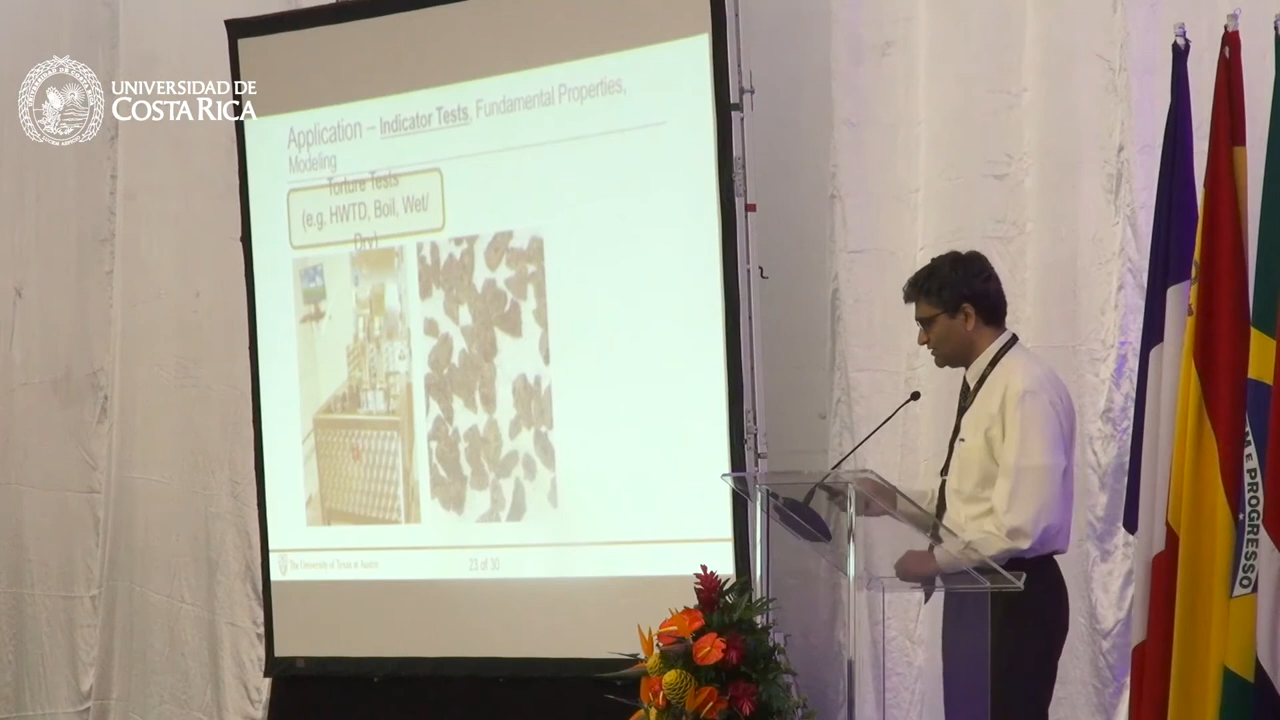 UNIVERSIDAD DE
COSTA RICA
Application – Indicator Tests, Fundamental Properties,
Modeling
Torture Tests
(e.g. HWTD, Boil, Wet/
Dry)
The University of Texas at Austin
23 of 30
M E PROGRESSO